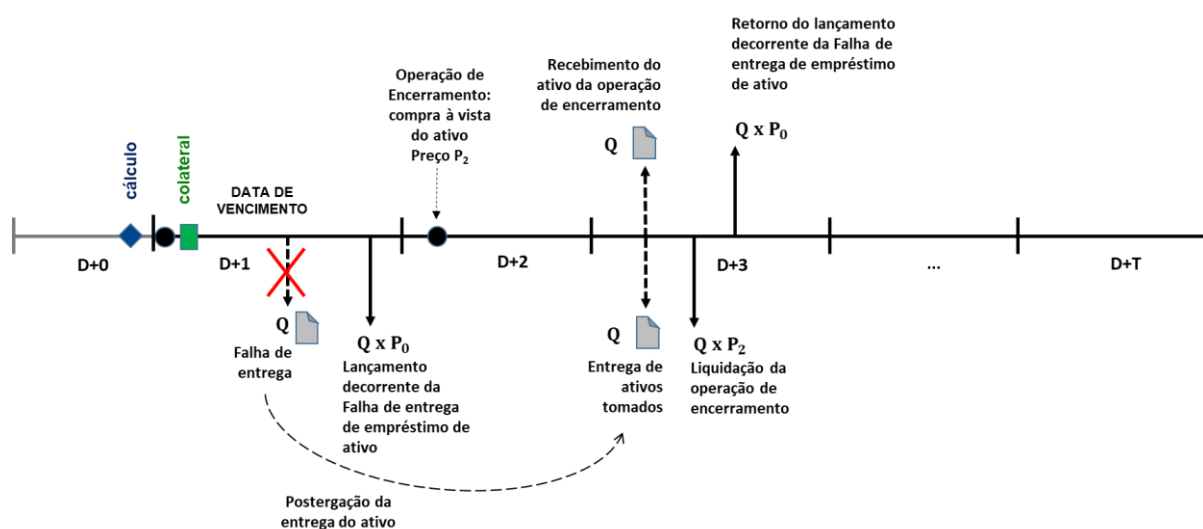 Retorno do lançamento
decorrente da Falha de
entrega de empréstimo
de ativo
Q x P₀
Recebimento do
ativo da operação
de encerramento
Q
Operação de
Encerramento:
compra à vista
do ativo
Preço P₂
cálculo
colateral
DATA DE
VENCIMENTO
D+0
D+1
D+2
D+3
...
D+T
Q
Falha de
entrega
Q x P₀
Lançamento
decorrente da
Falha de entrega
de empréstimo de
ativo
Q
Entrega de
ativos
tomados
Q x P₂
Liquidação da
operação de
encerramento
Postergação da
entrega do ativo